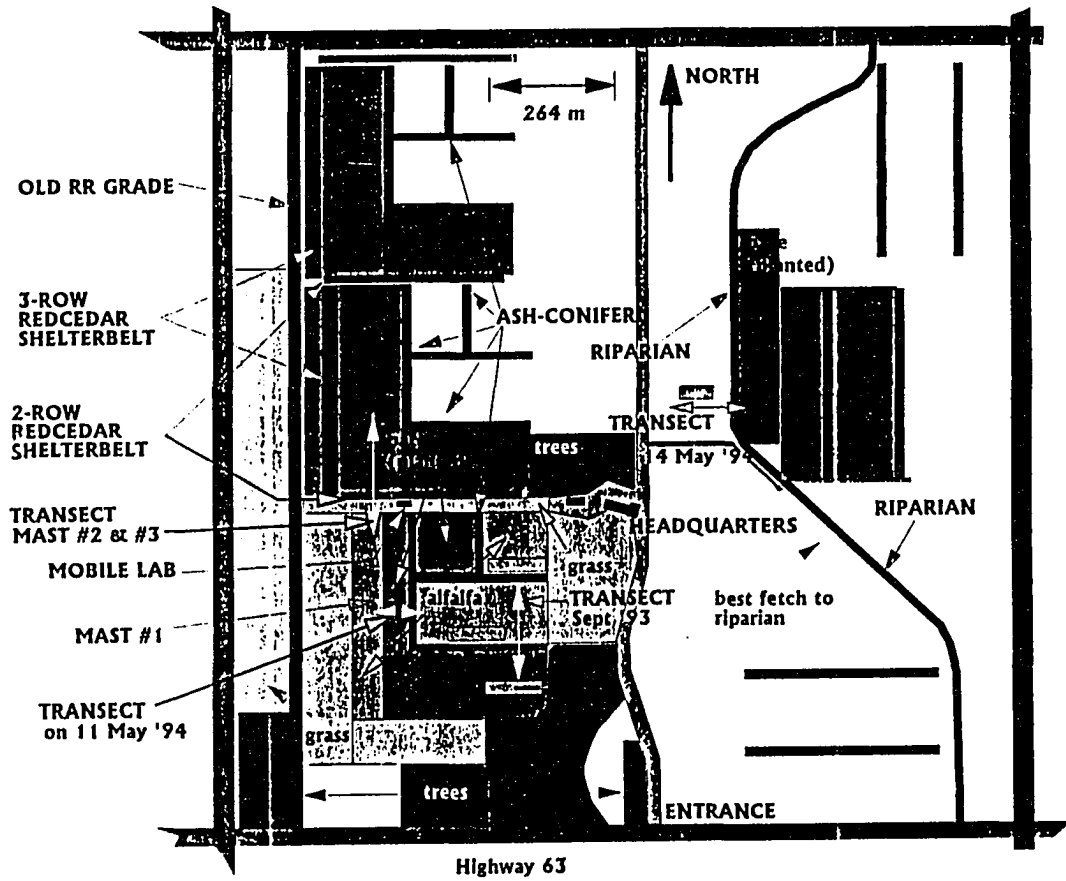 NORTH
264 m
OLD RR GRADE
3-ROW
REDCEDAR
SHELTERBELT
ASH-CONIFER
RIPARIAN
2-ROW
REDCEDAR
SHELTERBELT
TRANSECT
14 May '94
trees
TRANSECT
MAST #2 & #3
HEADQUARTERS
RIPARIAN
MOBILE LAB
grass
alfalfa
TRANSECT
Sept '93
best fetch to
riparian
MAST #1
TRANSECT
on 11 May '94
grass
trees
ENTRANCE
Highway 63